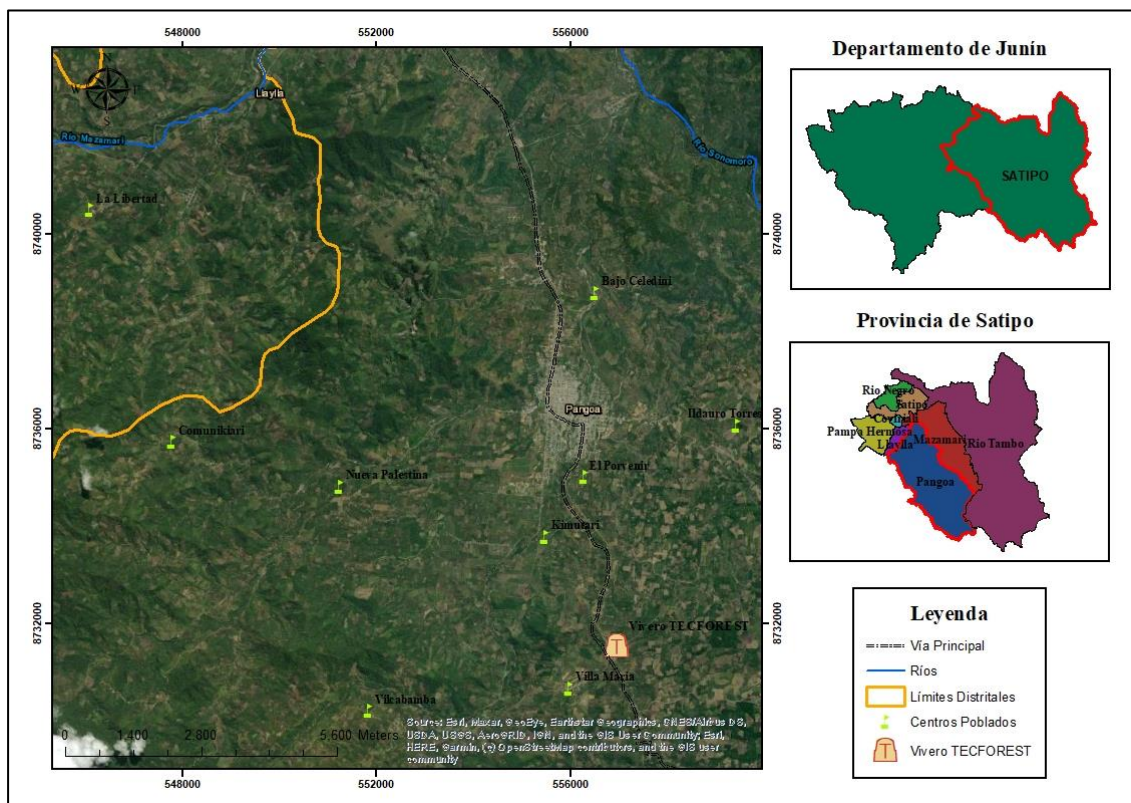 548000 552000 556000
N
W E
S
Llaylla
Río Mazamari
Río Sonomoro
La Libertad
8740000 8740000
Bajo Celedini
Pangoa
Ildauro Torres
8736000 8736000
Comunikiari
Nueva Palestina
El Porvenir
Kimutari
8732000 8732000
Vivero TECFOREST
T
Villa María
Vilcabamba
0 1,400 2,800 5,600 Meters
Source: Esri, Maxar, GeoEye, Earthstar Geographics, CNES/Airbus DS,
USDA, USGS, AeroGRID, IGN, and the GIS User Community; Esri,
HERE, Garmin, (c) OpenStreetMap contributors, and the GIS user
community
548000 552000 556000
Departamento de Junín
SATIPO
Provincia de Satipo
Rio Negro
Satipo
Coviriali
Pampa Hermosa
Llaylla
Mazamari
Rio Tambo
Pangoa
Leyenda
Vía Principal
Ríos
Límites Distritales
Centros Poblados
T
Vivero TECFOREST